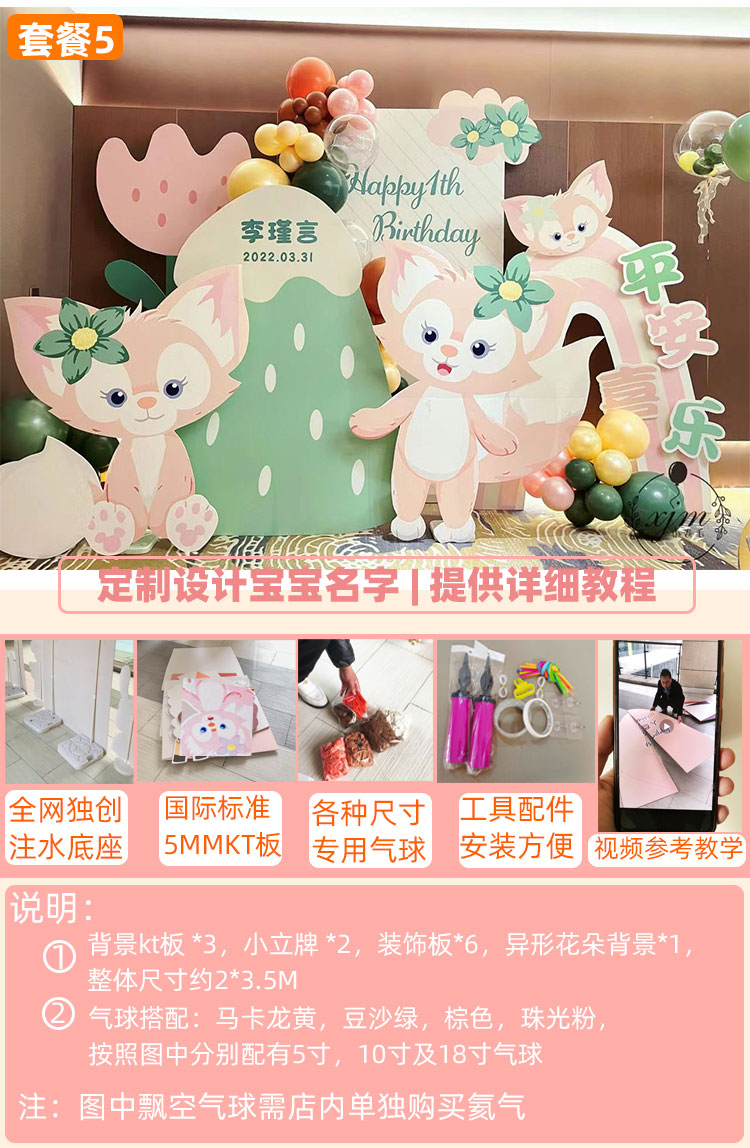 套餐5
Happy 1th
Birthday
李瑾言
2022.03.31
平安喜乐
xjm
定制设计宝宝名字 | 提供详细教程
全网独创
注水底座
国际标准
5MMKT板
各种尺寸
专用气球
工具配件
安装方便
视频参考教学
说明：
① 背景kt板 *3，小立牌 *2，装饰板*6，异形花朵背景*1，
整体尺寸约2*3.5M
② 气球搭配：马卡龙黄，豆沙绿，棕色，珠光粉，
按照图中分别配有5寸，10寸及18寸气球
注：图中飘空气球需店内单独购买氦气